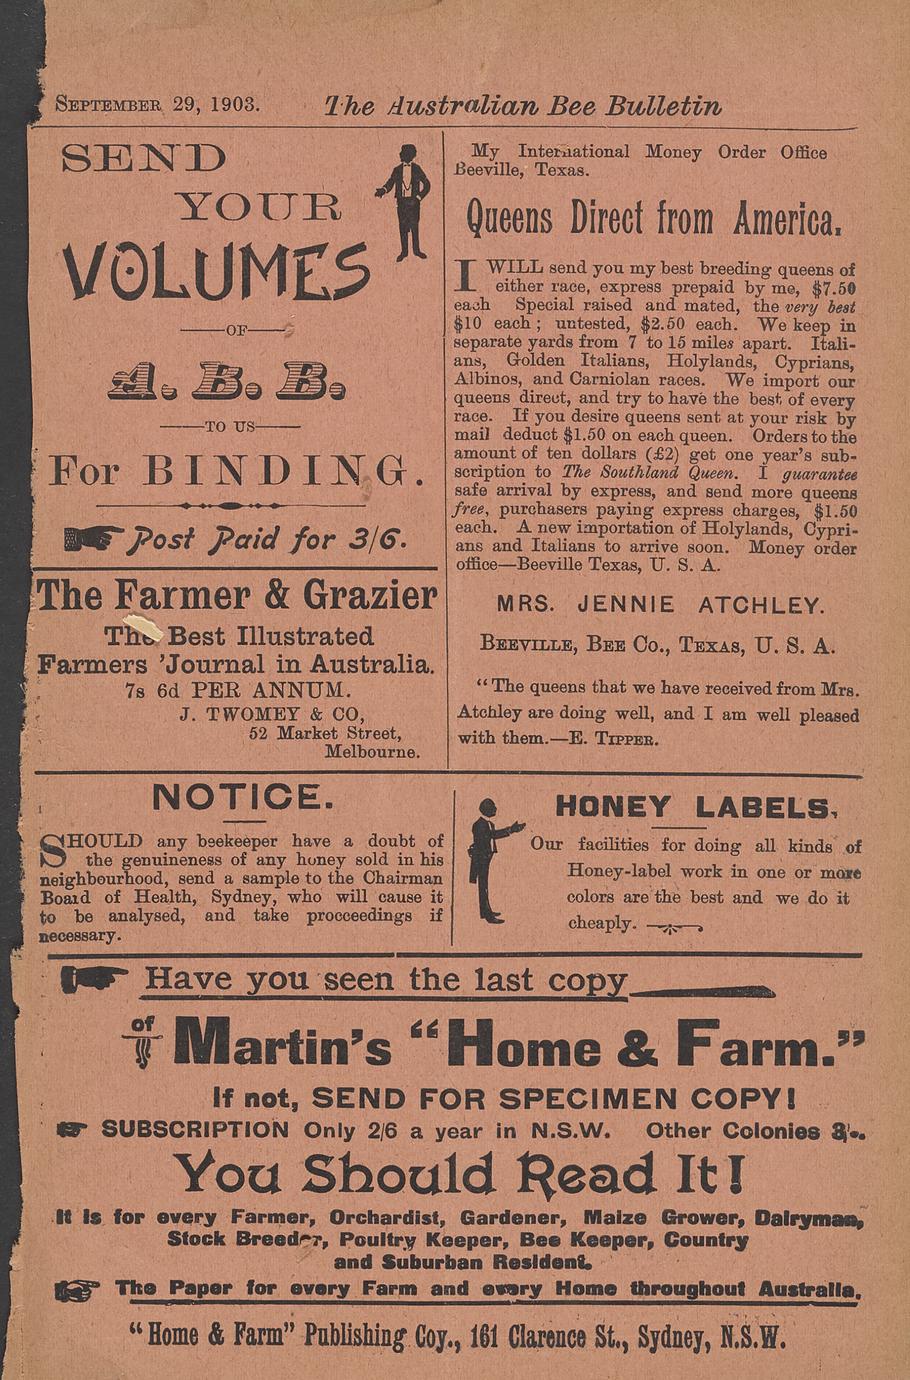 September 29, 1903. The Australian Bee Bulletin
SEND
YOUR
VOLUMES
OF
A. B. B.
TO US
For BINDING.
Post Paid for 3/6.
The Farmer & Grazier
The Best Illustrated
Farmers 'Journal in Australia.
7s 6d PER ANNUM.
J. TWOMEY & CO,
52 Market Street,
Melbourne.
My International Money Order Office
Beeville, Texas.
Queens Direct from America.
I WILL send you my best breeding queens of
either race, express prepaid by me, $7.50
each Special raised and mated, the very best
$10 each ; untested, $2.50 each. We keep in
separate yards from 7 to 15 miles apart. Itali-
ans, Golden Italians, Holylands, Cyprians,
Albinos, and Carniolan races. We import our
queens direct, and try to have the best of every
race. If you desire queens sent at your risk by
mail deduct $1.50 on each queen. Orders to the
amount of ten dollars (£2) get one year's sub-
scription to The Southland Queen. I guarantee
safe arrival by express, and send more queens
free, purchasers paying express charges, $1.50
each. A new importation of Holylands, Cypri-
ans and Italians to arrive soon. Money order
office—Beeville Texas, U. S. A.
MRS. JENNIE ATCHLEY.
Beeville, Bee Co., Texas, U. S. A.
"The queens that we have received from Mrs.
Atchley are doing well, and I am well pleased
with them.—E. Tipper.
NOTICE.
SHOULD any beekeeper have a doubt of
the genuineness of any honey sold in his
neighbourhood, send a sample to the Chairman
Board of Health, Sydney, who will cause it
to be analysed, and take procceedings if
necessary.
HONEY LABELS,
Our facilities for doing all kinds of
Honey-label work in one or more
colors are the best and we do it
cheaply.
Have you seen the last copy
of Martin's "Home & Farm."
If not, SEND FOR SPECIMEN COPY!
SUBSCRIPTION Only 2/6 a year in N.S.W. Other Colonies 3/-.
You Should Read It!
It is for every Farmer, Orchardist, Gardener, Maize Grower, Dairyman,
Stock Breeder, Poultry Keeper, Bee Keeper, Country
and Suburban Resident.
The Paper for every Farm and every Home throughout Australia.
"Home & Farm" Publishing Coy., 161 Clarence St., Sydney, N.S.W.